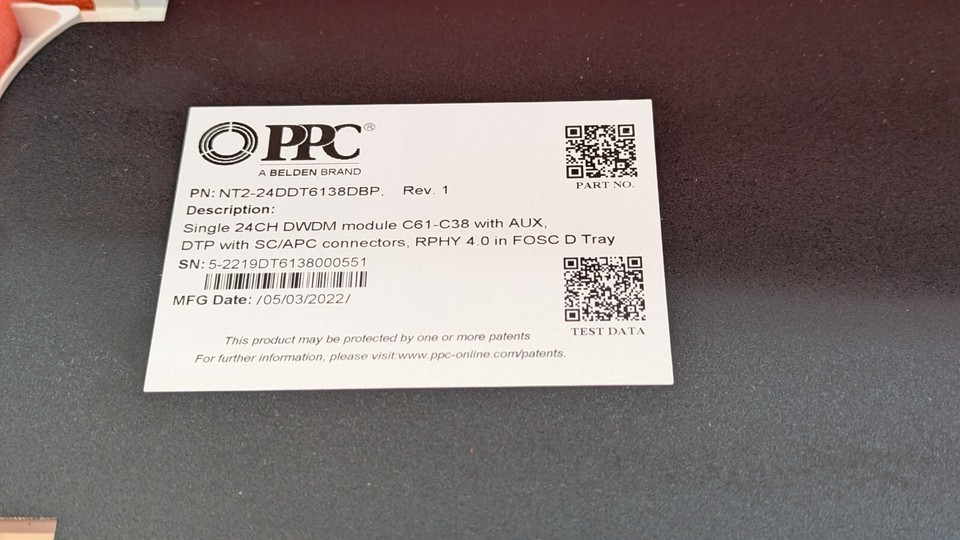 PPC®
A BELDEN BRAND
PN: NT2-24DDT6138DBP. Rev. 1
Description:
Single 24CH DWDM module C61-C38 with AUX,
DTP with SC/APC connectors, RPHY 4.0 in FOSC D Tray
SN: 5-2219DT6138000551
MFG Date: /05/03/2022/
This product may be protected by one or more patents
For further information, please visit:www.ppc-online.com/patents.
PART NO.
TEST DATA